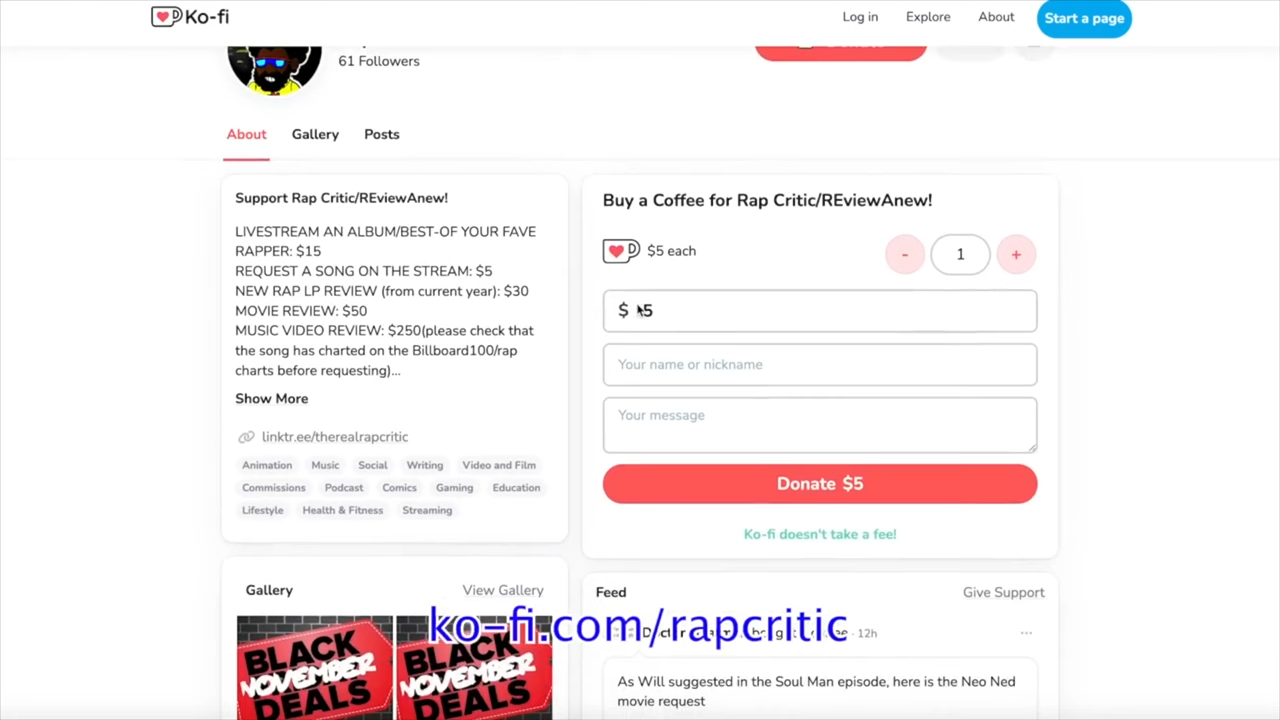 Ko-fi
Log in
Explore
About
Start a page
61 Followers
About
Gallery
Posts
Support Rap Critic/REviewAnew!
LIVESTREAM AN ALBUM/BEST-OF YOUR FAVE
RAPPER: $15
REQUEST A SONG ON THE STREAM: $5
NEW RAP LP REVIEW (from current year): $30
MOVIE REVIEW: $50
MUSIC VIDEO REVIEW: $250(please check that
the song has charted on the Billboard100/rap
charts before requesting)...
Show More
linktr.ee/therealrapcritic
Animation Music Social Writing Video and Film
Commissions Podcast Comics Gaming Education
Lifestyle Health & Fitness Streaming
Buy a Coffee for Rap Critic/REviewAnew!
$5 each
- 1 +
$ 5
Your name or nickname
Your message
Donate $5
Ko-fi doesn't take a fee!
Gallery
View Gallery
BLACK
NOVEMBER
DEALS
BLACK
NOVEMBER
DEALS
Feed
Give Support
ko-fi.com/rapcritic
12h
As Will suggested in the Soul Man episode, here is the Neo Ned
movie request